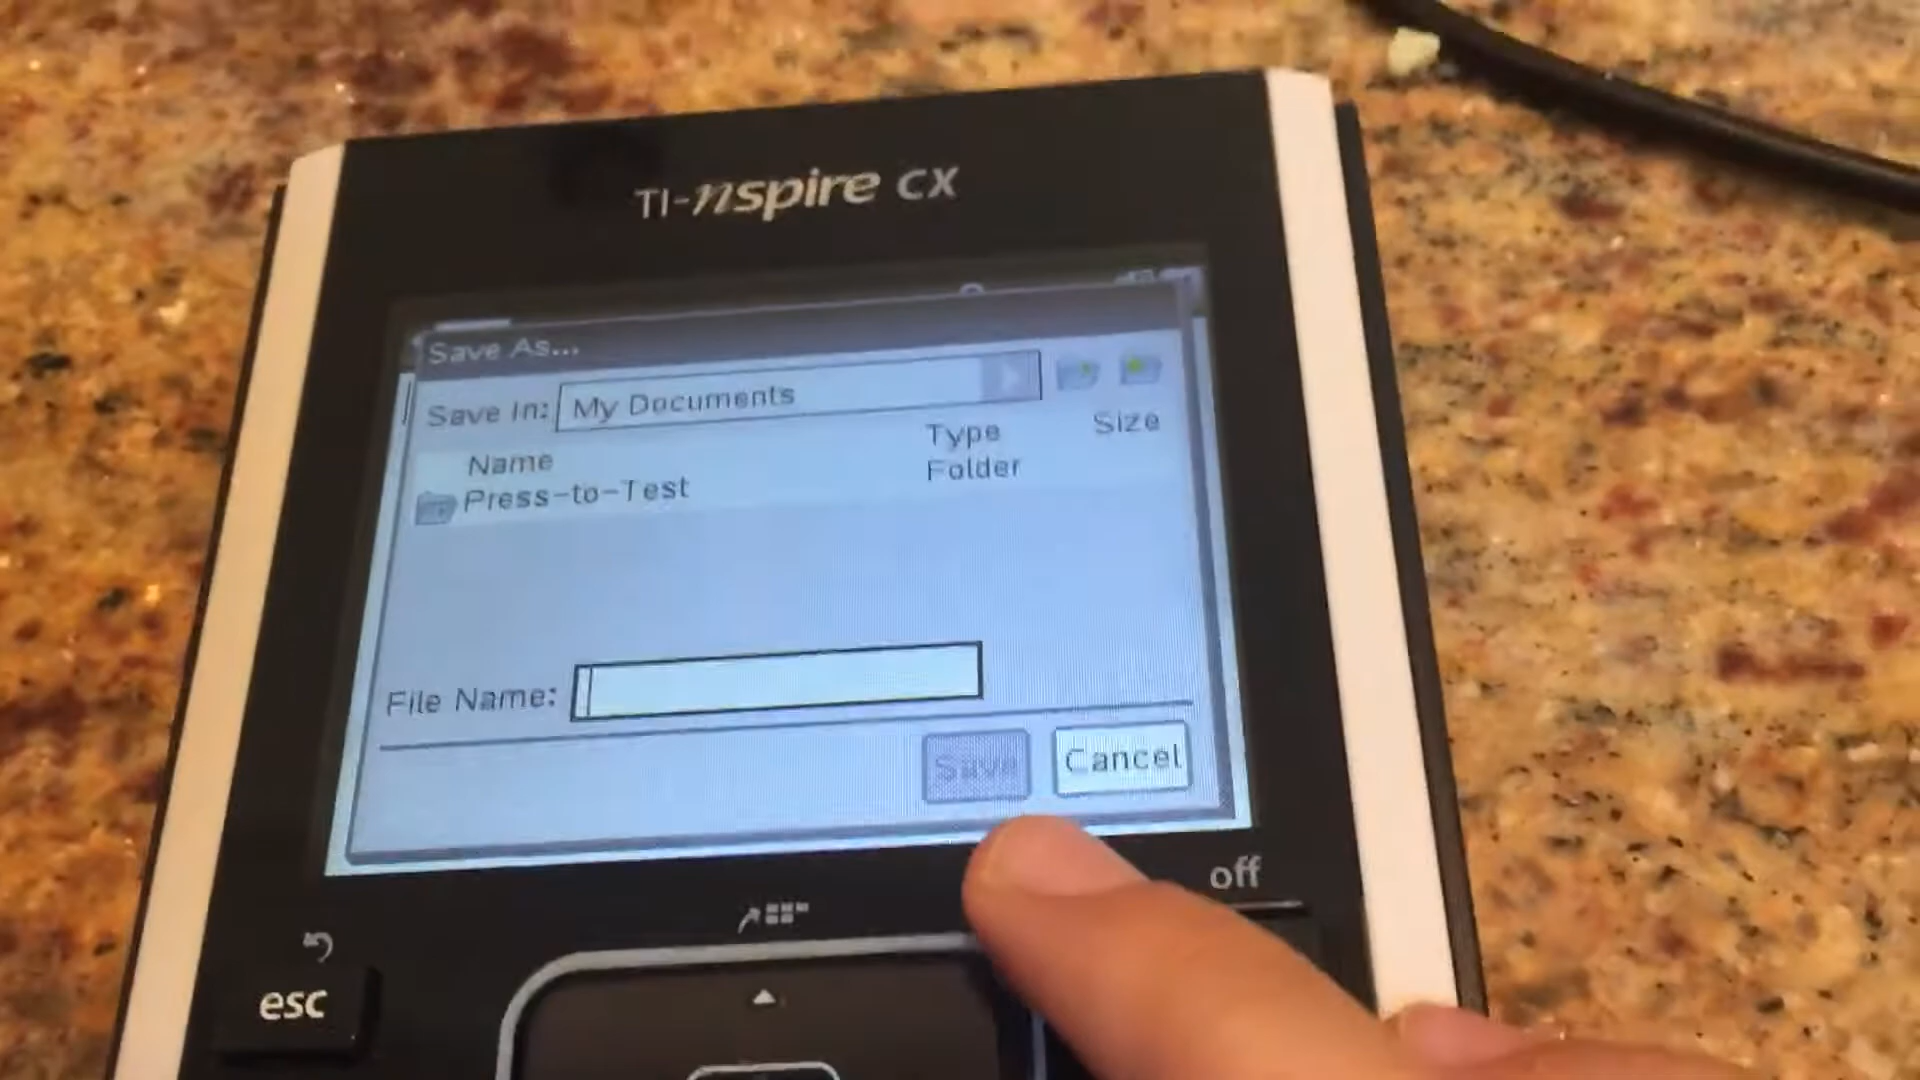 TI-nspire CX
Save As...
Save In: My Documents
Name Type Size
Press-to-Test Folder
File Name:
Save Cancel
off
esc